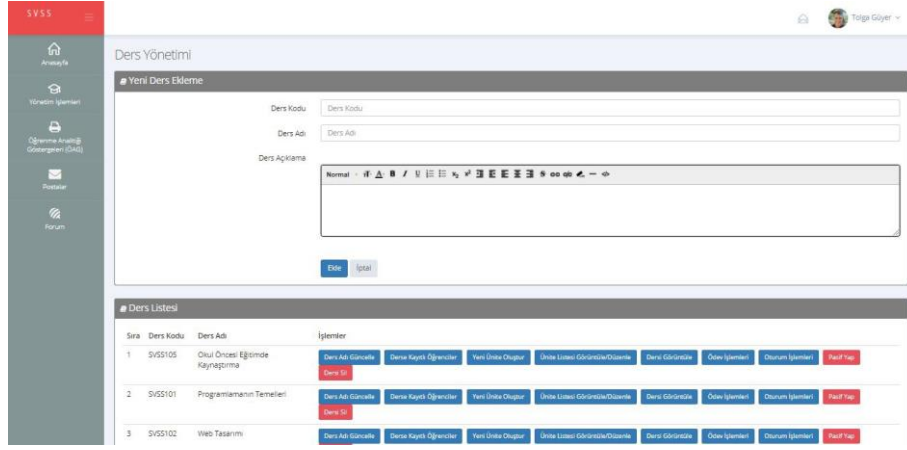 SVSS
Tolga Güyer
Anasayfa
Yönetim İşlemleri
Öğrenme Analitiği
Göstergeleri (ÖAG)
Postalar
Forum
Ders Yönetimi
Yeni Ders Ekleme
Ders Kodu
Ders Kodu
Ders Adı
Ders Adı
Ders Açıklama
Normal
Ekle İptal
Ders Listesi
Sıra Ders Kodu Ders Adı İşlemler
1 SVSS105 Okul Öncesi Eğitimde Kaynaştırma Ders Adı Güncelle Derse Kayıtlı Öğrenciler Yeni Ünite Oluştur Ünite Listesi Görüntüle/Düzenle Dersi Görüntüle Ödev İşlemleri Oturum İşlemleri Pasif Yap
Dersi Sil
2 SVSS101 Programlamanın Temelleri Ders Adı Güncelle Derse Kayıtlı Öğrenciler Yeni Ünite Oluştur Ünite Listesi Görüntüle/Düzenle Dersi Görüntüle Ödev İşlemleri Oturum İşlemleri Pasif Yap
Dersi Sil
3 SVSS102 Web Tasarımı Ders Adı Güncelle Derse Kayıtlı Öğrenciler Yeni Ünite Oluştur Ünite Listesi Görüntüle/Düzenle Dersi Görüntüle Ödev İşlemleri Oturum İşlemleri Pasif Yap